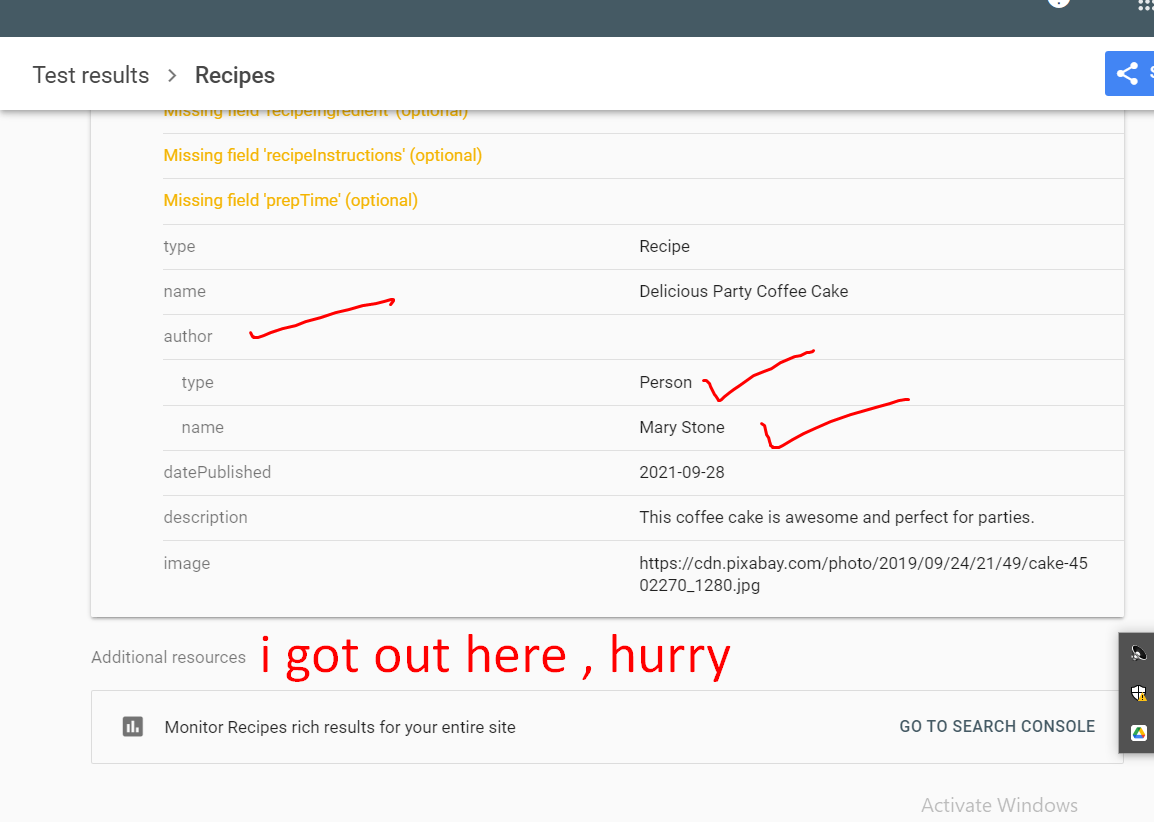 Test results > Recipes
Missing field 'recipeIngredient' (optional)
Missing field 'recipeInstructions' (optional)
Missing field 'prepTime' (optional)
type Recipe
name Delicious Party Coffee Cake
author
type Person
name Mary Stone
datePublished 2021-09-28
description This coffee cake is awesome and perfect for parties.
image https://cdn.pixabay.com/photo/2019/09/24/21/49/cake-45
02270_1280.jpg
Additional resources i got out here , hurry
Monitor Recipes rich results for your entire site GO TO SEARCH CONSOLE
Activate Windows